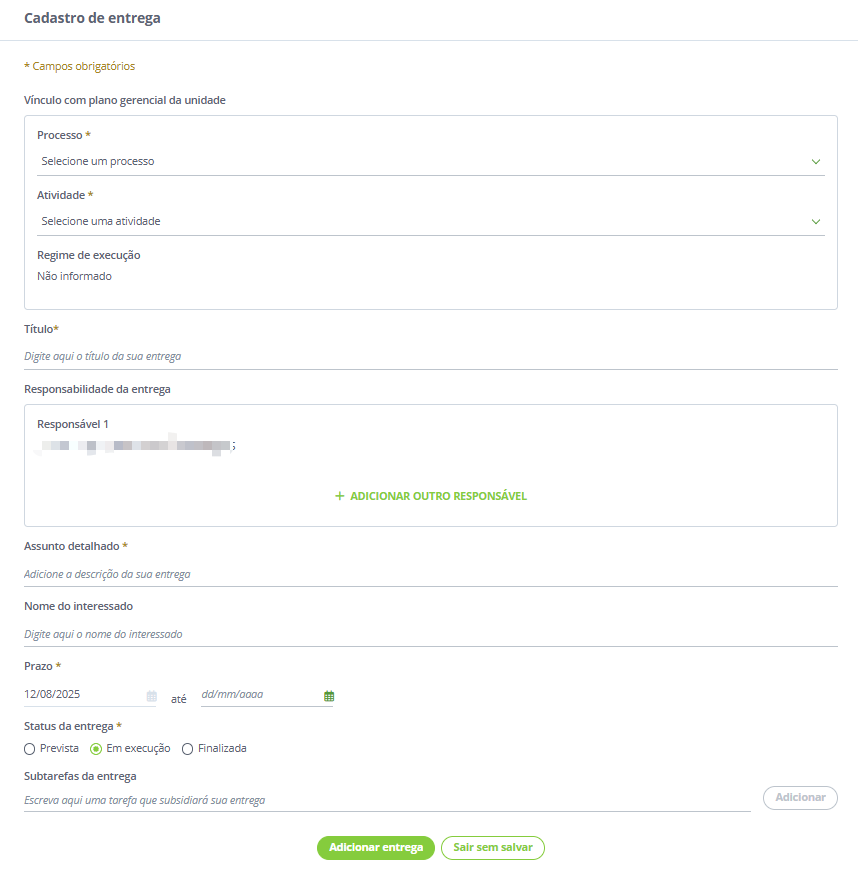 Cadastro de entrega
* Campos obrigatórios
Vínculo com plano gerencial da unidade
Processo *
Selecione um processo
Atividade *
Selecione uma atividade
Regime de execução
Não informado
Título*
Digite aqui o título da sua entrega
Responsabilidade da entrega
Responsável 1
;
+ ADICIONAR OUTRO RESPONSÁVEL
Assunto detalhado *
Adicione a descrição da sua entrega
Nome do interessado
Digite aqui o nome do interessado
Prazo *
12/08/2025 até dd/mm/aaaa
Status da entrega *
Prevista Em execução Finalizada
Subtarefas da entrega
Escreva aqui uma tarefa que subsidiará sua entrega Adicionar
Adicionar entrega Sair sem salvar